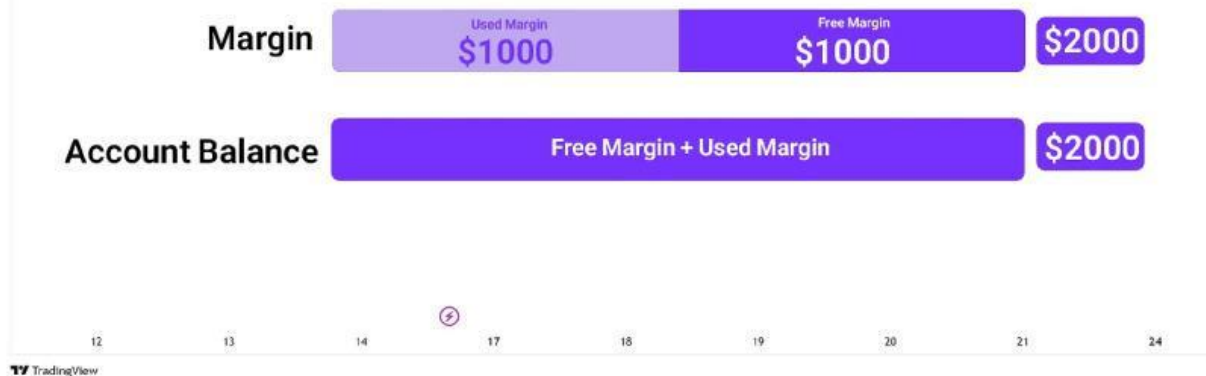 Margin
Used Margin
$1000
Free Margin
$1000
$2000
Account Balance
Free Margin + Used Margin
$2000
12 13 14 17 18 19 20 21 24
TradingView